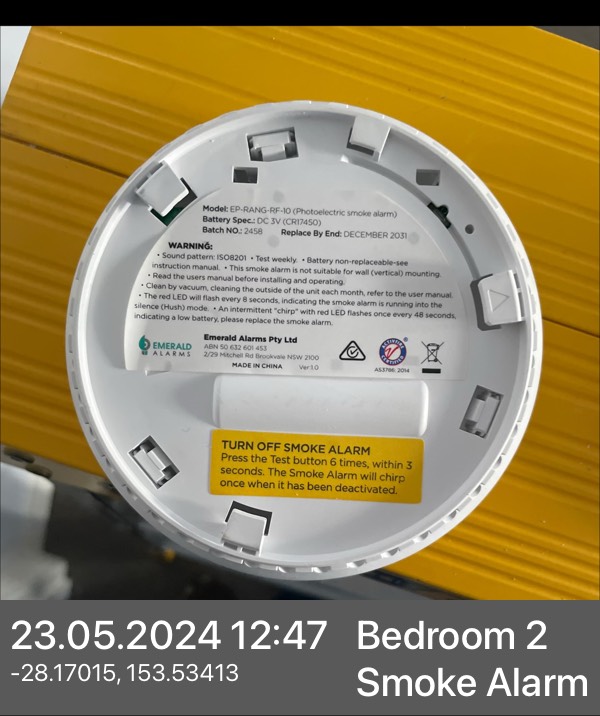 Model: EP-RANG-RF-10 (Photoelectric smoke alarm)
Battery Spec.: DC 3V (CR17450)
Batch NO.: 2458 Replace By End: DECEMBER 2031
WARNING:
• Sound pattern: ISO8201 • Test weekly. • Battery non-replaceable-see
instruction manual. • This smoke alarm is not suitable for wall (vertical) mounting.
• Read the users manual before installing and operating.
• Clean by vacuum, cleaning the outside of the unit each month, refer to the user manual.
• The red LED will flash every 8 seconds, indicating the smoke alarm is running into the
silence (Hush) mode. • An intermittent "chirp" with red LED flashes once every 48 seconds,
indicating a low battery, please replace the smoke alarm.
EMERALD
ALARMS
Emerald Alarms Pty Ltd
ABN 50 632 601 453
2/29 Mitchell Rd Brookvale NSW 2100
MADE IN CHINA Ver:1.0
AS3786: 2014
TURN OFF SMOKE ALARM
Press the Test button 6 times, within 3
seconds. The Smoke Alarm will chirp
once when it has been deactivated.
23.05.2024 12:47
-28.17015, 153.53413
Bedroom 2
Smoke Alarm